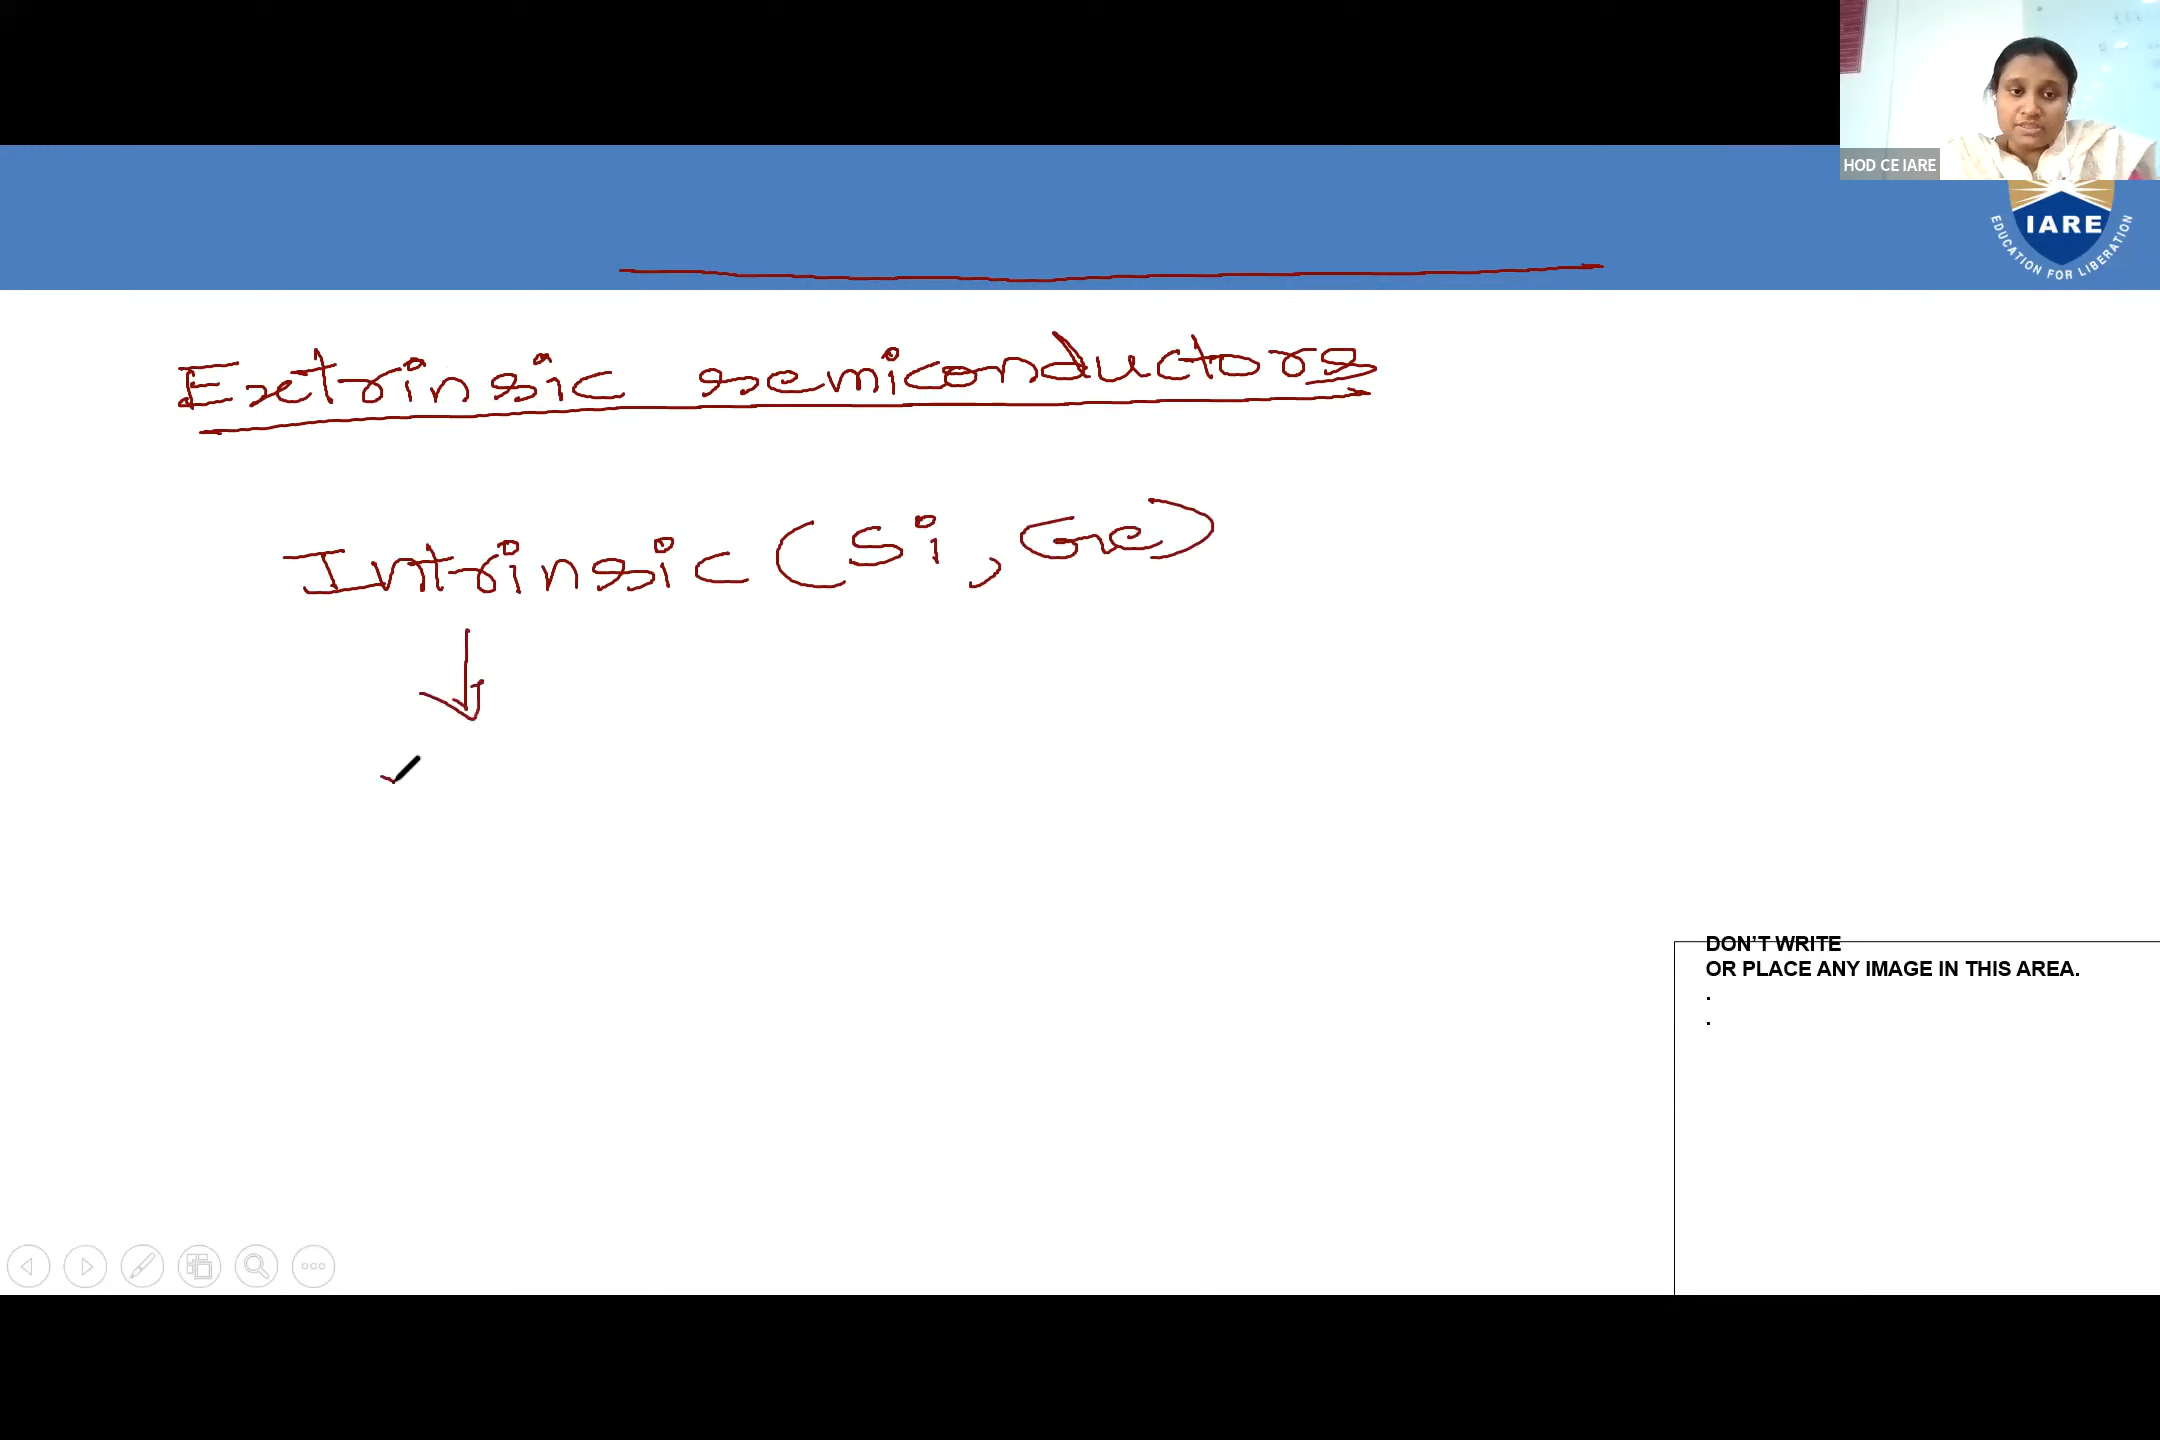 HOD CE IARE
IARE
EDUCATION FOR LIBERATION
Extrinsic semiconductors
Intrinsic (Si, Ge)
DON'T WRITE
OR PLACE ANY IMAGE IN THIS AREA.
.
.